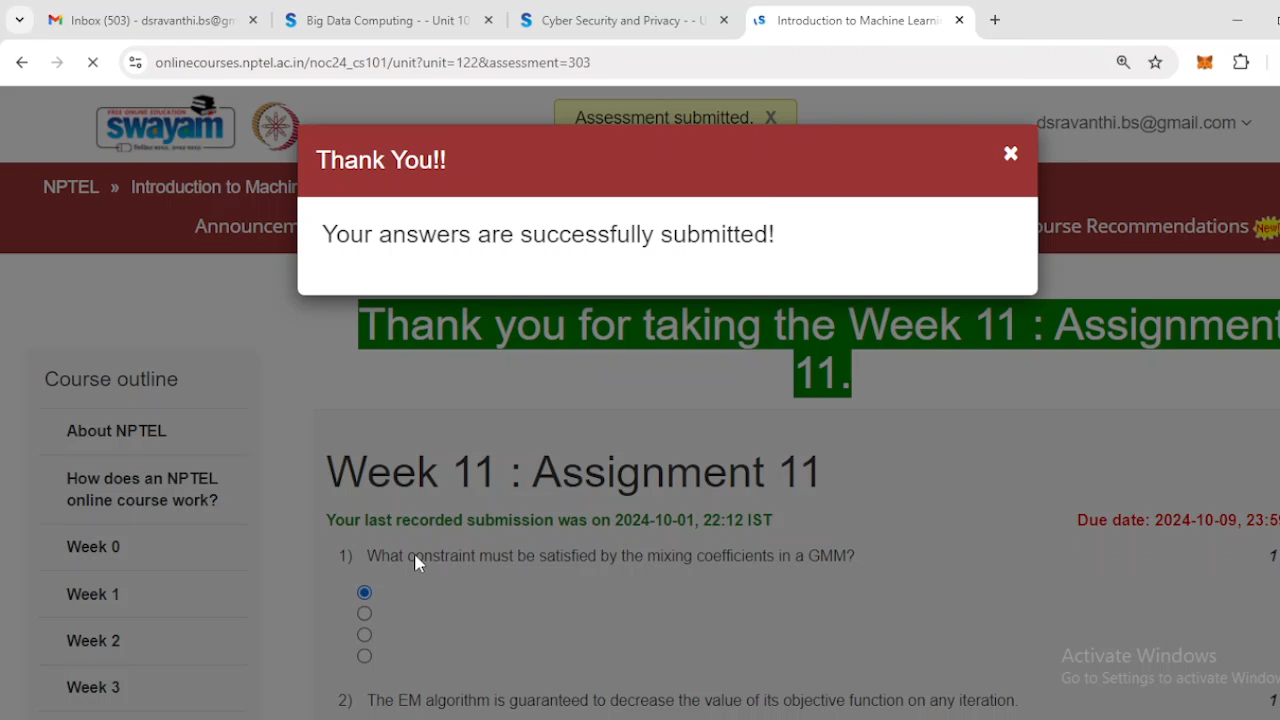 Inbox (503) - dsravanthi.bs@gm
Big Data Computing - - Unit 10
Cyber Security and Privacy - - U
Introduction to Machine Learni
onlinecourses.nptel.ac.in/noc24_cs101/unit?unit=122&assessment=303
FREE ONLINE EDUCATION
swayam
Assessment submitted. X
dsravanthi.bs@gmail.com
Thank You!!
Your answers are successfully submitted!
NPTEL » Introduction to Machin
Announcem
ourse Recommendations New!
Thank you for taking the Week 11 : Assignment
11.
Course outline
About NPTEL
How does an NPTEL
online course work?
Week 0
Week 1
Week 2
Week 3
Week 11 : Assignment 11
Your last recorded submission was on 2024-10-01, 22:12 IST
Due date: 2024-10-09, 23:59
1) What constraint must be satisfied by the mixing coefficients in a GMM?
1
2) The EM algorithm is guaranteed to decrease the value of its objective function on any iteration.
1
Activate Windows
Go to Settings to activate Window